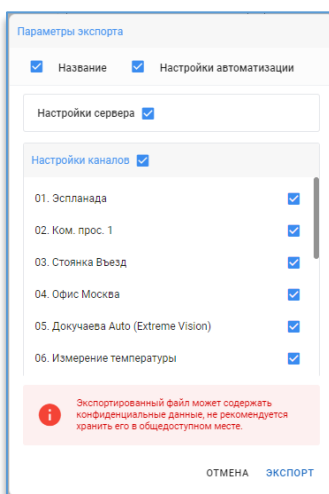 Параметры экспорта
Название Настройки автоматизации
Настройки сервера
Настройки каналов
01. Эспланада
02. Ком. прос. 1
03. Стоянка Въезд
04. Офис Москва
05. Докучаева Auto (Extreme Vision)
06. Измерение температуры
Экспортированный файл может содержать
конфиденциальные данные, не рекомендуется
хранить его в общедоступном месте.
ОТМЕНА ЭКСПОРТ